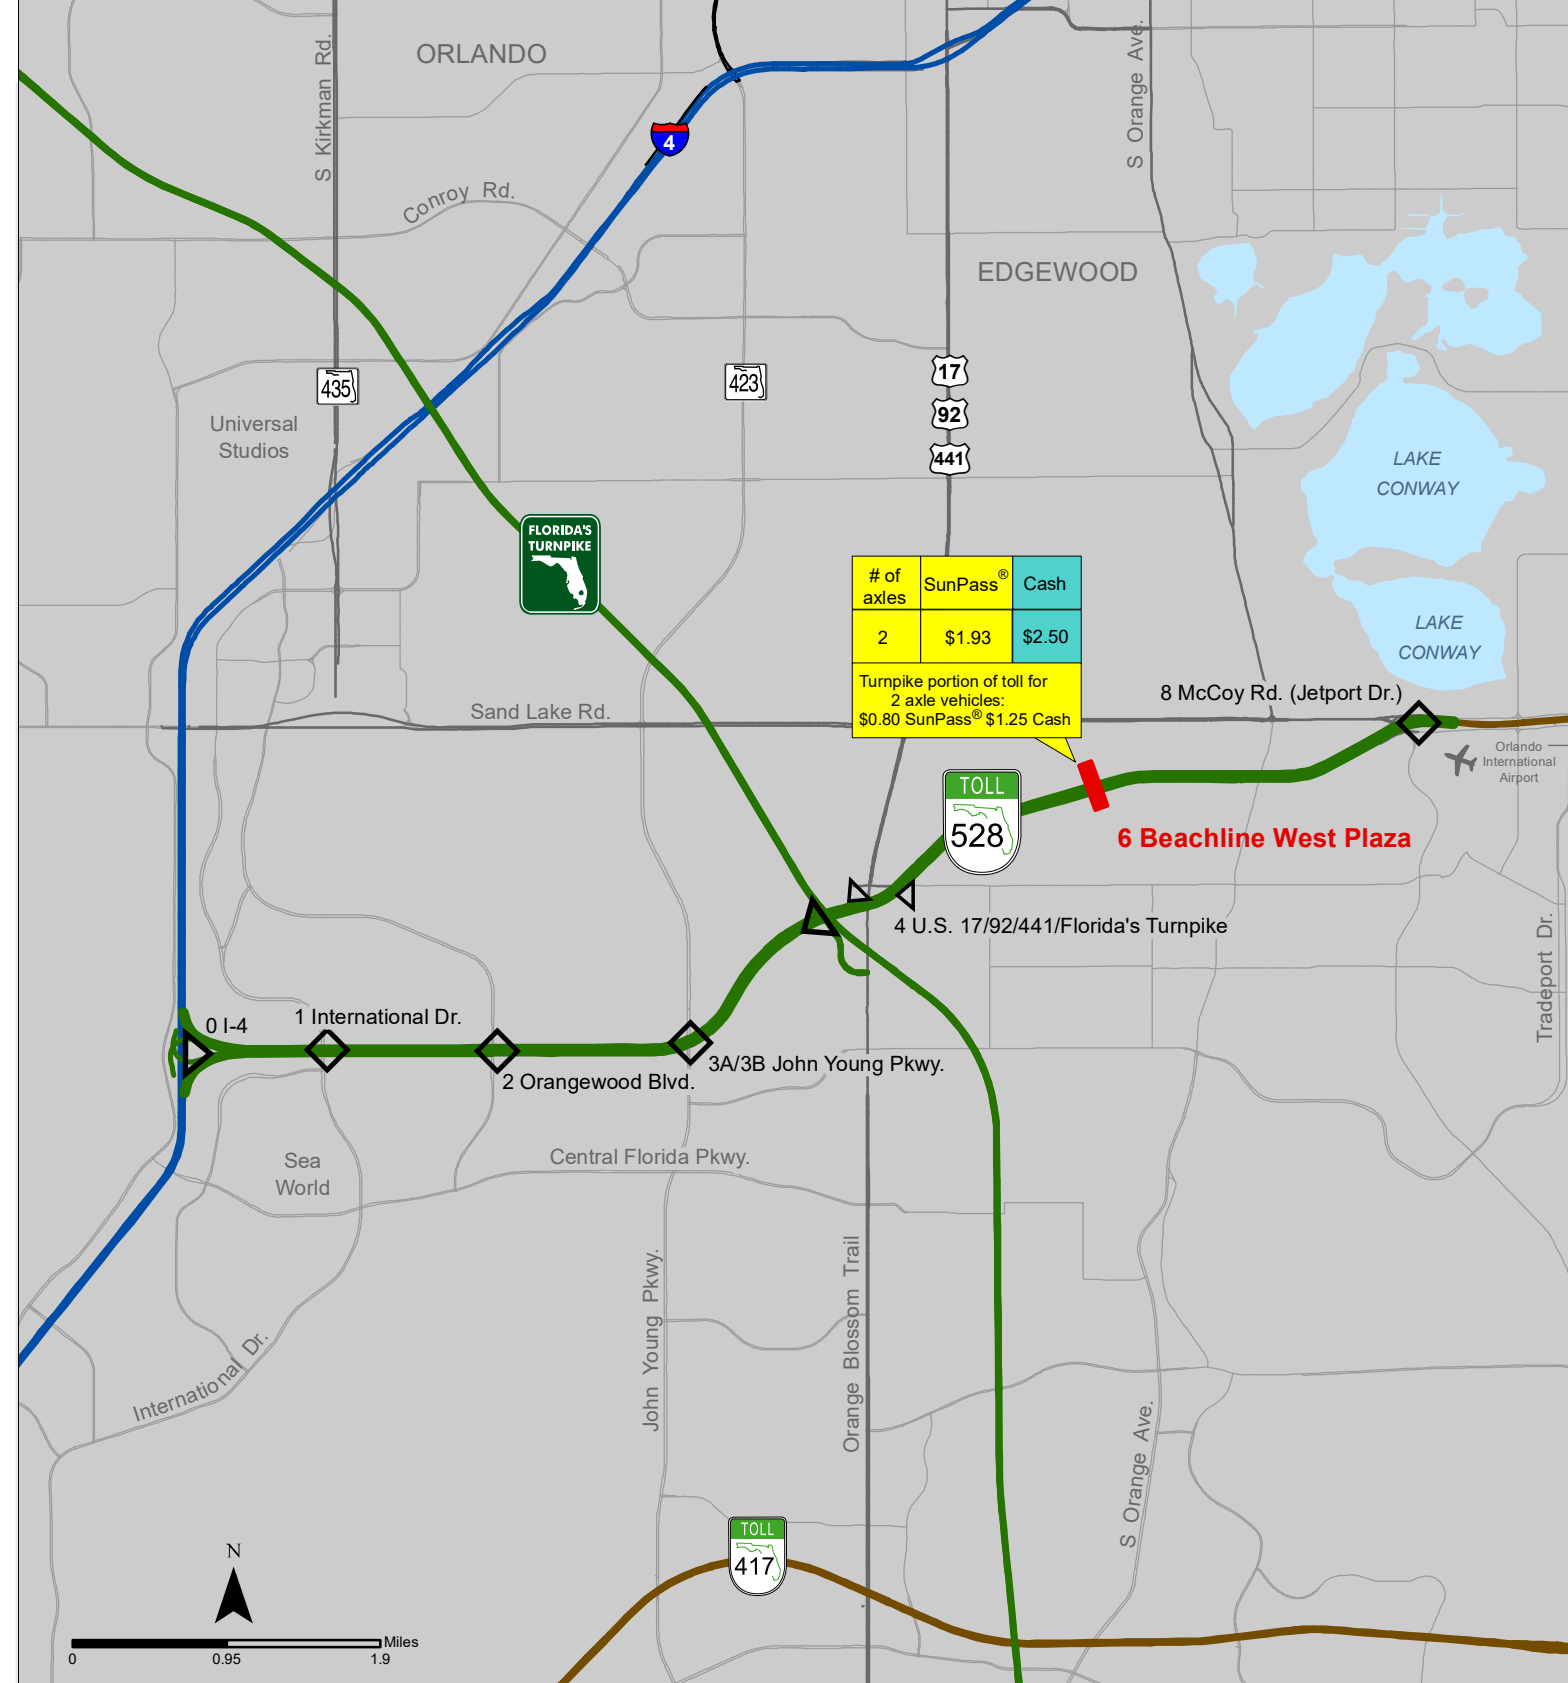 ORLANDO
S Kirkman Rd.
S Orange Ave.
4
Conroy Rd.
EDGEWOOD
435
423
17
92
441
Universal
Studios
LAKE
CONWAY
FLORIDA'S
TURNPIKE
# of
axles
SunPass®
Cash
2
$1.93
$2.50
Turnpike portion of toll for
2 axle vehicles:
$0.80 SunPass® $1.25 Cash
LAKE
CONWAY
8 McCoy Rd. (Jetport Dr.)
Sand Lake Rd.
Orlando
International
Airport
TOLL
528
6 Beachline West Plaza
4 U.S. 17/92/441/Florida's Turnpike
Tradeport Dr.
0 I-4
1 International Dr.
2 Orangewood Blvd.
3A/3B John Young Pkwy.
Sea
World
Central Florida Pkwy.
John Young Pkwy.
Orange Blossom Trail
International Dr.
S Orange Ave.
TOLL
417
N
Miles
0
0.95
1.9